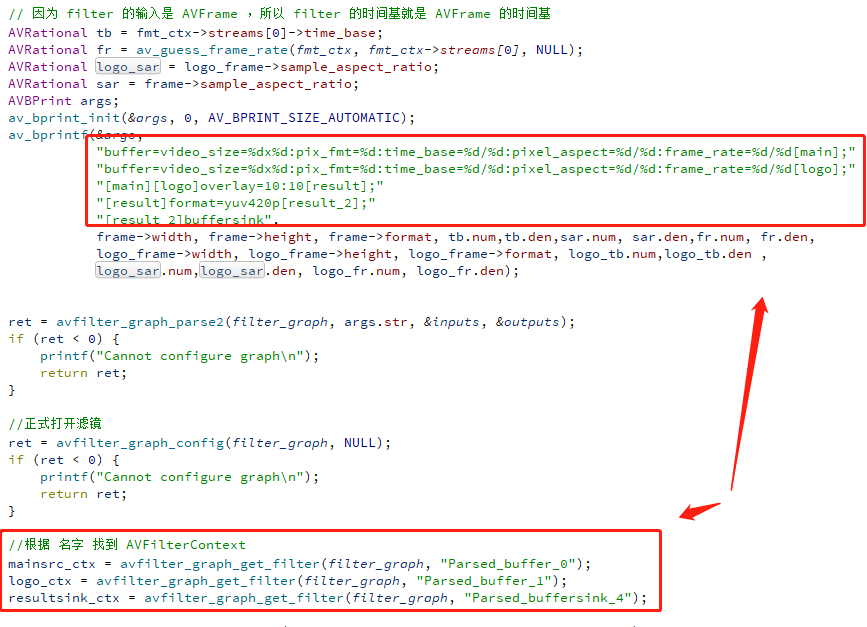 // 因为 filter 的输入是 AVFrame ，所以 filter 的时间基就是 AVFrame 的时间基
AVRational tb = fmt_ctx->streams[0]->time_base;
AVRational fr = av_guess_frame_rate(fmt_ctx, fmt_ctx->streams[0], NULL);
AVRational logo_sar = logo_frame->sample_aspect_ratio;
AVRational sar = frame->sample_aspect_ratio;
AVBPrint args;
av_bprint_init(&args, 0, AV_BPRINT_SIZE_AUTOMATIC);
av_bprintf(&args,
"buffer=video_size=%dx%d:pix_fmt=%d:time_base=%d/%d:pixel_aspect=%d/%d:frame_rate=%d/%d[main];"
"buffer=video_size=%dx%d:pix_fmt=%d:time_base=%d/%d:pixel_aspect=%d/%d:frame_rate=%d/%d[logo];"
"[main][logo]overlay=10:10[result];"
"[result]format=yuv420p[result_2];"
"[result_2]buffersink",
frame->width, frame->height, frame->format, tb.num,tb.den,sar.num, sar.den,fr.num, fr.den,
logo_frame->width, logo_frame->height, logo_frame->format, logo_tb.num,logo_tb.den ,
logo_sar.num,logo_sar.den, logo_fr.num, logo_fr.den);
ret = avfilter_graph_parse2(filter_graph, args.str, &inputs, &outputs);
if (ret < 0) {
printf("Cannot configure graph\n");
return ret;
}
//正式打开滤镜
ret = avfilter_graph_config(filter_graph, NULL);
if (ret < 0) {
printf("Cannot configure graph\n");
return ret;
}
//根据 名字 找到 AVFilterContext
mainsrc_ctx = avfilter_graph_get_filter(filter_graph, "Parsed_buffer_0");
logo_ctx = avfilter_graph_get_filter(filter_graph, "Parsed_buffer_1");
resultsink_ctx = avfilter_graph_get_filter(filter_graph, "Parsed_buffersink_4");